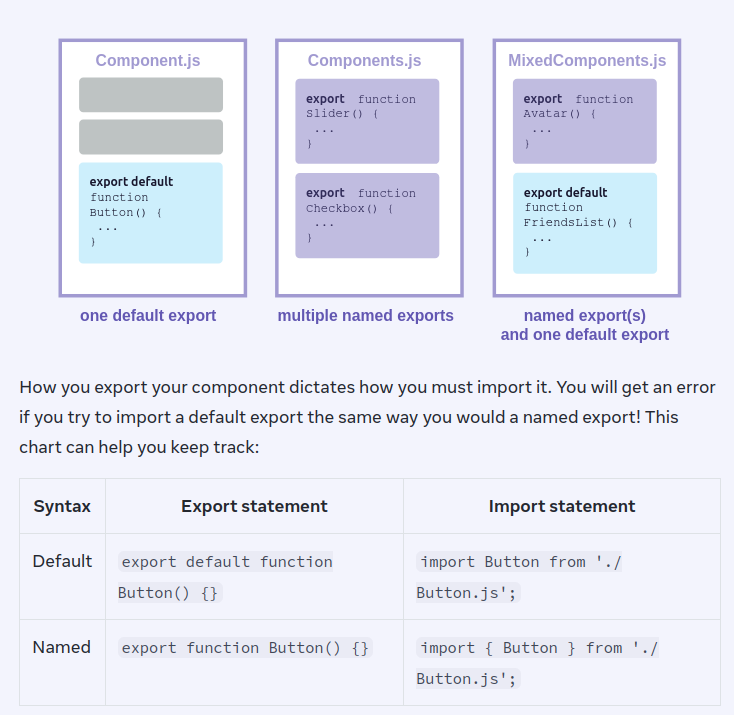 Component.js
export default
function
Button() {
...
}
one default export
Components.js
export function
Slider() {
...
}
export function
Checkbox() {
...
}
multiple named exports
MixedComponents.js
export function
Avatar() {
...
}
export default
function
FriendsList() {
...
}
named export(s)
and one default export
How you export your component dictates how you must import it. You will get an error
if you try to import a default export the same way you would a named export! This
chart can help you keep track:
Syntax Export statement Import statement
Default
export default function
Button() {}
import Button from './
Button.js';
Named
export function Button() {}
import { Button } from './
Button.js';